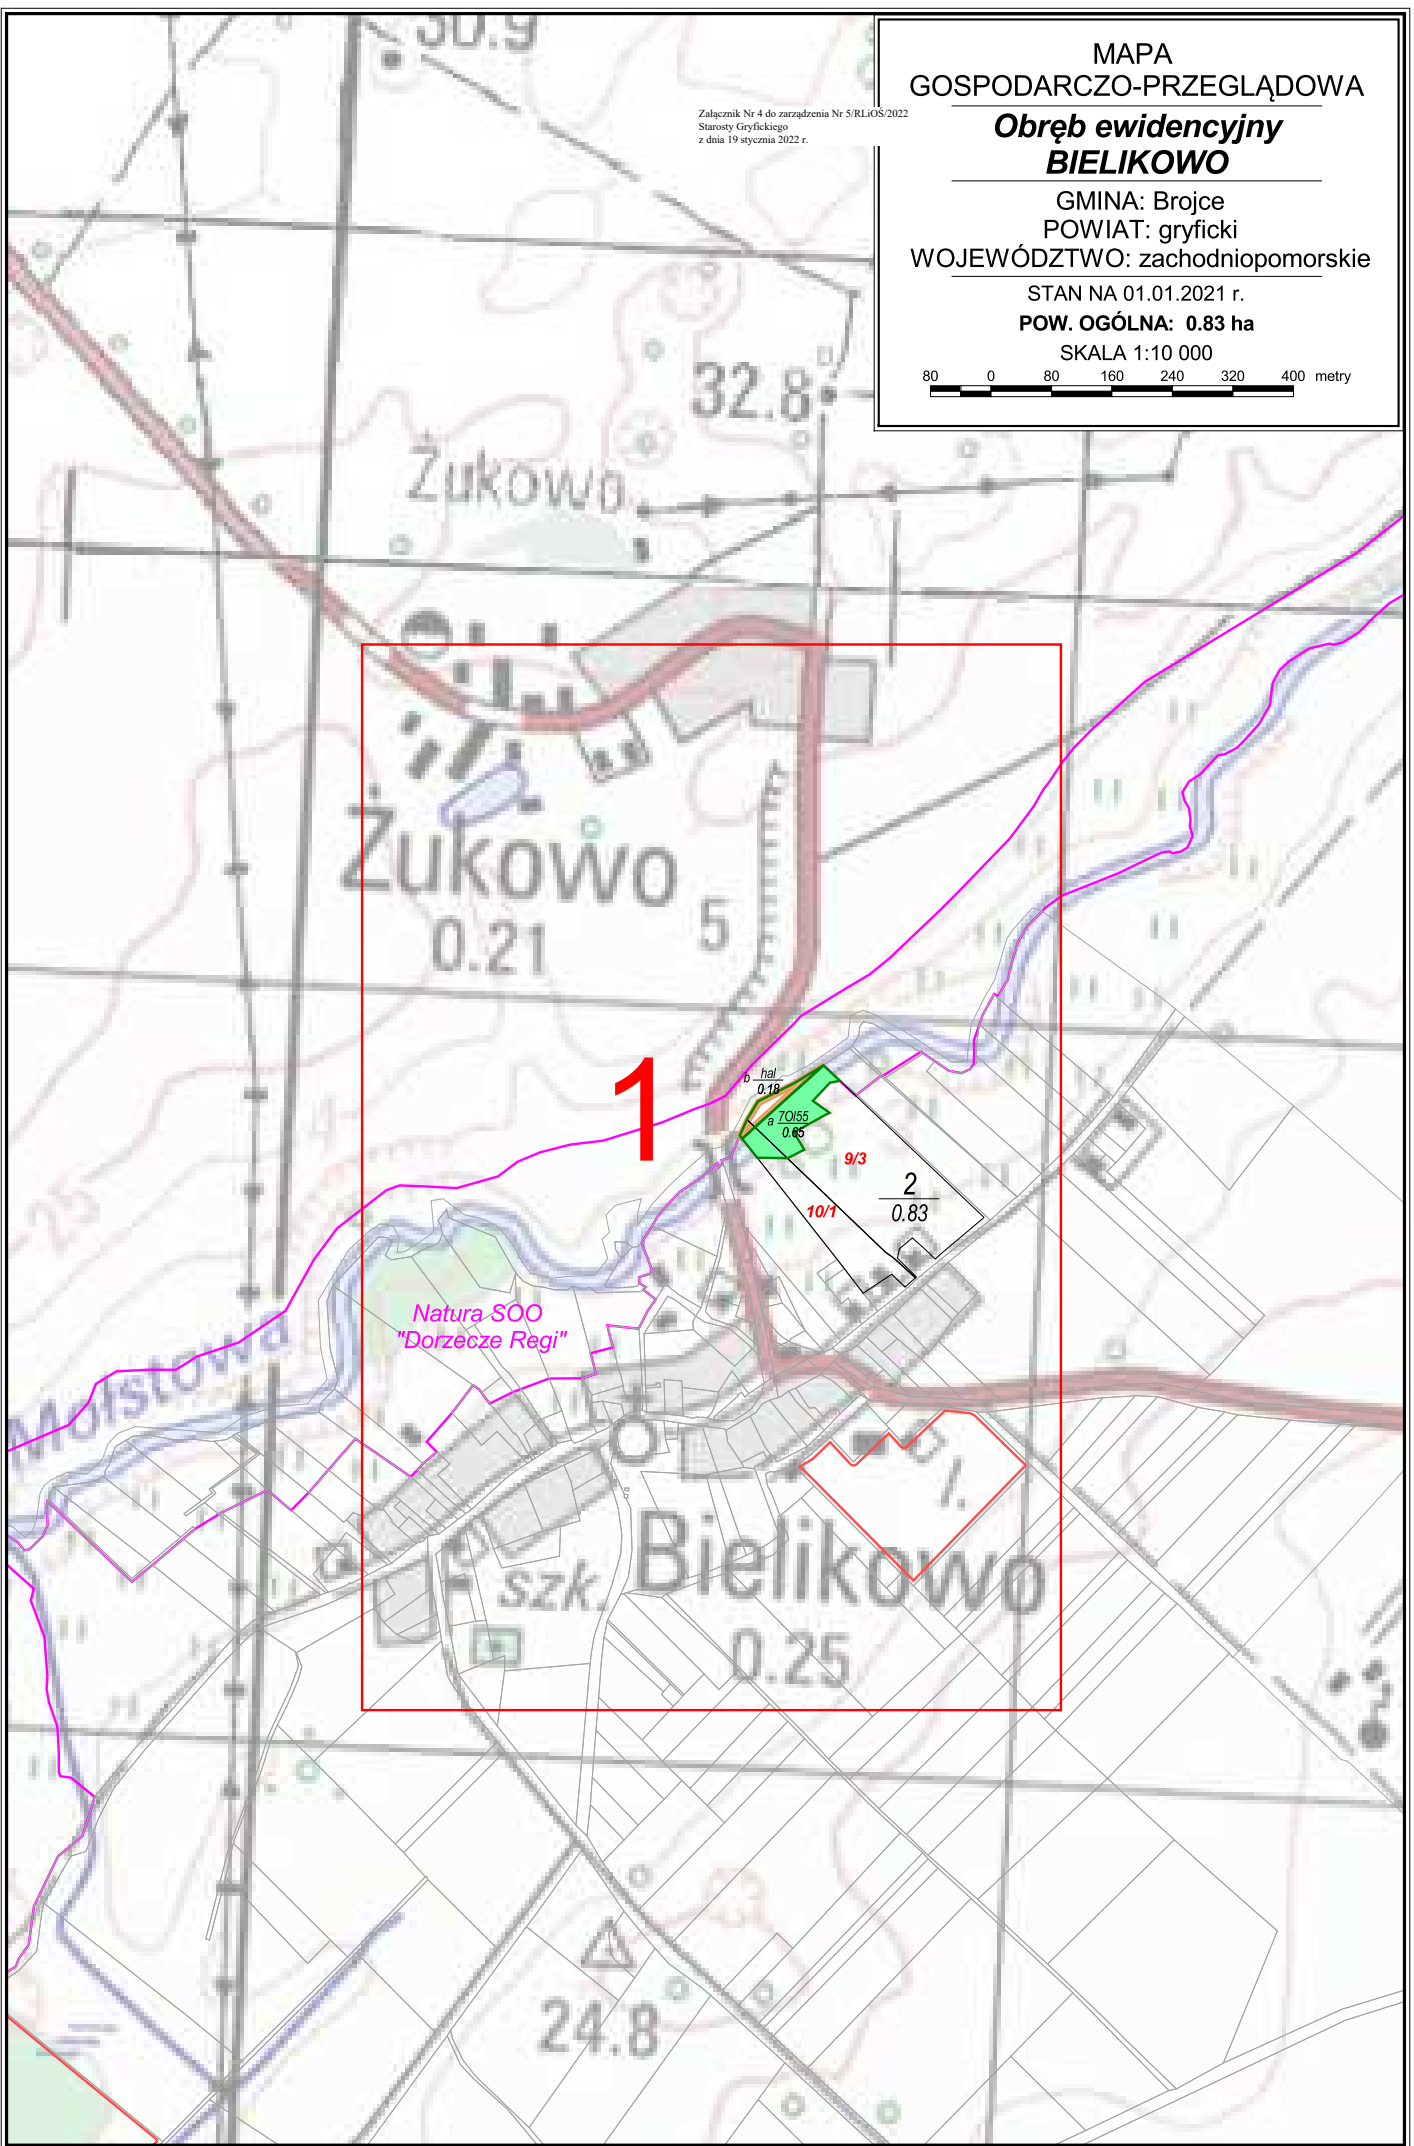 30.9
MAPA
GOSPODARCZO-PRZEGLĄDOWA
Załącznik Nr 4 do zarządzenia Nr 5/RLiOŚ/2022
Starosty Gryfickiego
z dnia 19 stycznia 2022 r.
Obręb ewidencyjny
BIELIKOWO
GMINA: Brojce
POWIAT: gryficki
WOJEWÓDZTWO: zachodniopomorskie
STAN NA 01.01.2021 r.
POW. OGÓLNA: 0.83 ha
SKALA 1:10 000
80 0 80 160 240 320 400 metry
32.8
Żukowo
Żukowo
0.21
5
1
b hal
0.18
a 7Ol55
0.65
9/3
2
0.83
10/1
25
Natura SOO
"Dorzecze Regi"
Mołstowa
I.
Bielikowo
szk.
0.25
24.8